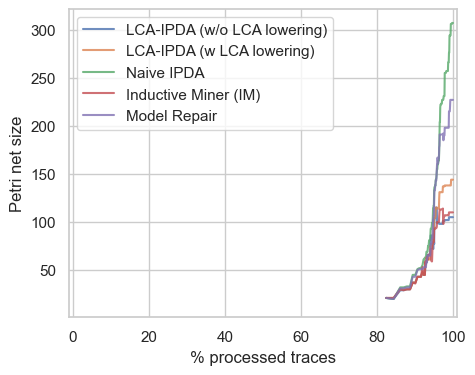 LCA-IPDA (w/o LCA lowering)
LCA-IPDA (w LCA lowering)
Naive IPDA
Inductive Miner (IM)
Model Repair
Petri net size
300
250
200
150
100
50
0 20 40 60 80 100
% processed traces